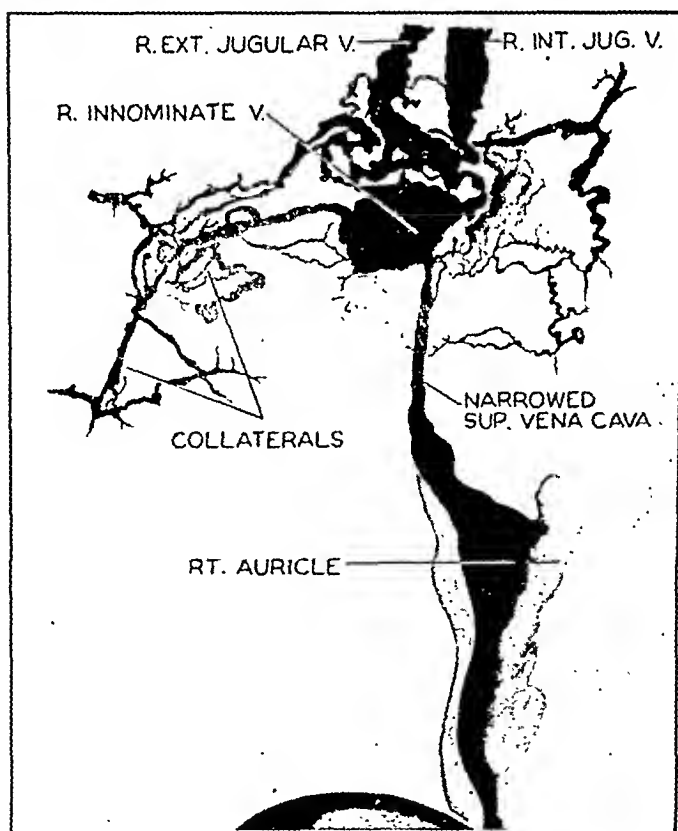 R. EXT. JUGULAR V.
R. INT. JUG. V.
R. INNOMINATE V.
NARROWED
SUP. VENA CAVA
COLLATERALS
RT. AURICLE